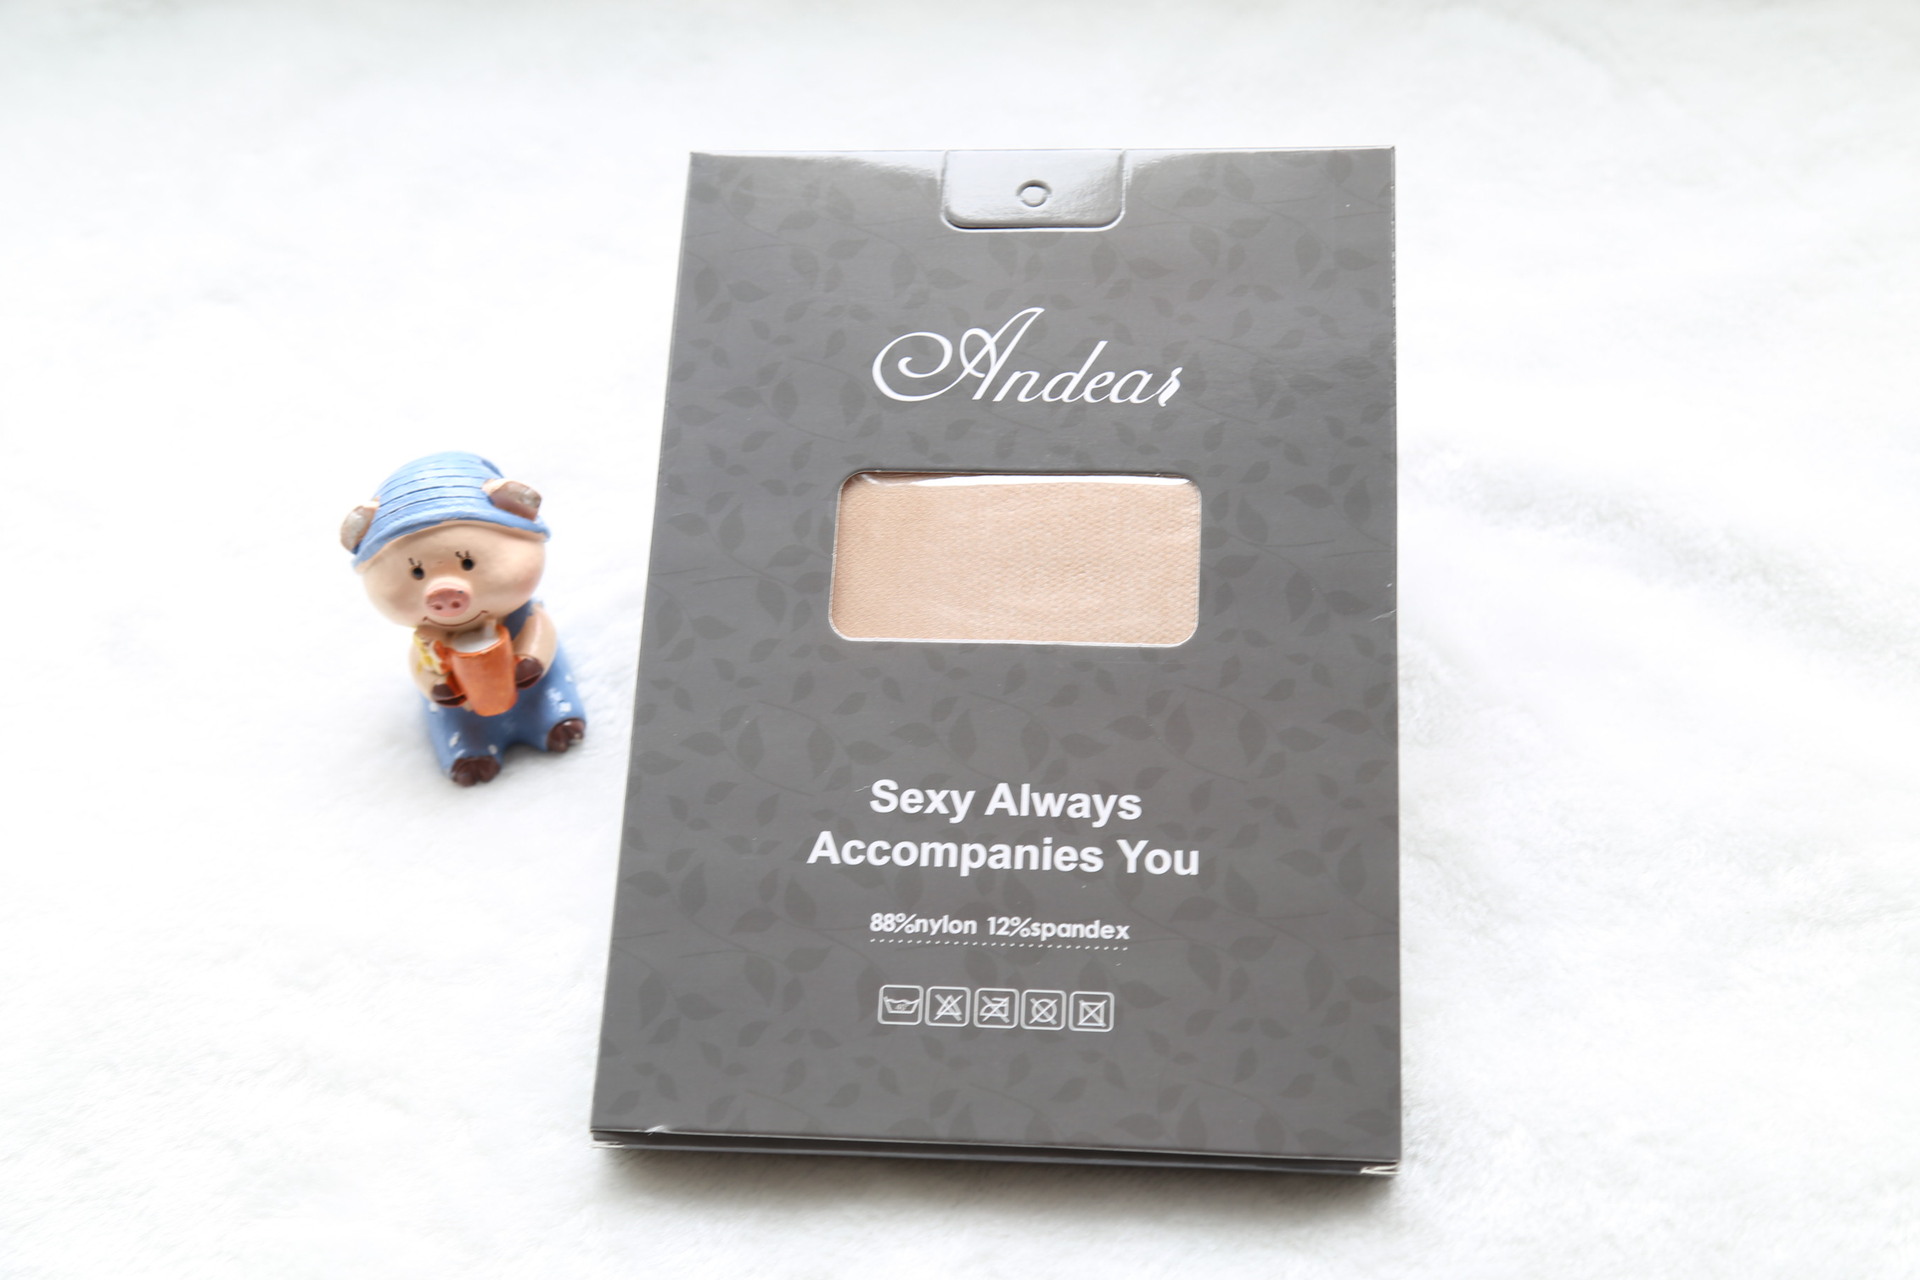 Andear
Sexy Always
Accompanies You
88%nylon 12%spandex